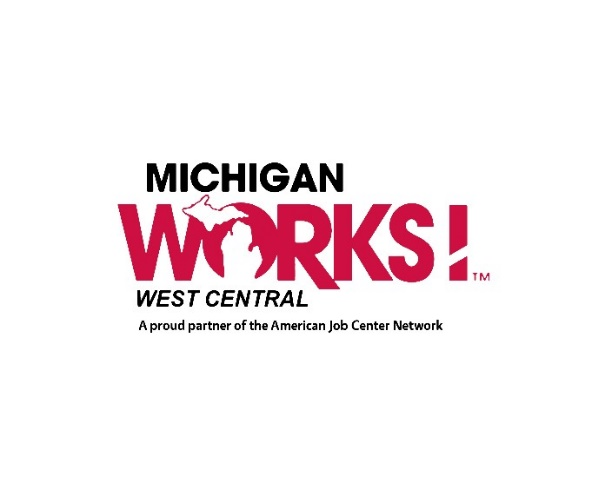 MICHIGAN
WORKS!™
WEST CENTRAL
A proud partner of the American Job Center Network